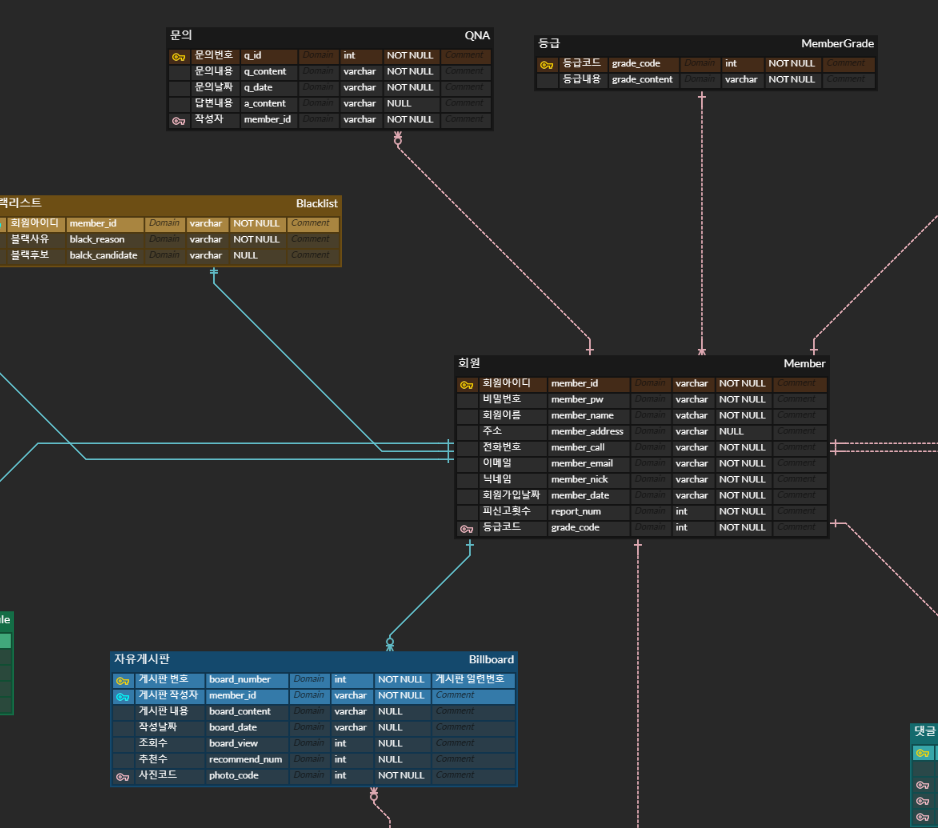 문의 QNA
문의번호 q_id Domain int NOT NULL Comment
문의내용 q_content Domain varchar NOT NULL Comment
문의날짜 q_date Domain varchar NOT NULL Comment
답변내용 a_content Domain varchar NULL Comment
작성자 member_id Domain varchar NOT NULL Comment
등급 MemberGrade
등급코드 grade_code Domain int NOT NULL Comment
등급내용 grade_content Domain varchar NOT NULL Comment
랙리스트 Blacklist
회원아이디 member_id Domain varchar NOT NULL Comment
블랙사유 black_reason Domain varchar NOT NULL Comment
블랙후보 balck_candidate Domain varchar NULL Comment
회원 Member
회원아이디 member_id Domain varchar NOT NULL Comment
비밀번호 member_pw Domain varchar NOT NULL Comment
회원이름 member_name Domain vatchar NOT NULL Comment
주소 member_address Domain varchar NULL Comment
전화번호 member_call Domain varchar NOT NULL Comment
이메일 member_email Domain varchar NOT NULL Comment
닉네임 member_nick Domain varchar NOT NULL Comment
회원가입날짜 member_date Domain varchar NOT NULL Comment
피신고횟수 report_num Domain int NOT NULL Comment
등급코드 grade_code Domain int NOT NULL Comment
le
자유게시판 Billboard
게시판 번호 board_number Domain int NOT NULL 게시판 일련번호
게시판 작성자 member_id Domain varchar NOT NULL Comment
게시판 내용 board_content Domain varchar NULL Comment
작성날짜 board_date Domain varchar NULL Comment
조회수 board_view Domain int NULL Comment
추천수 recommend_num Domain int NULL Comment
사진코드 photo_code Domain int NOT NULL Comment
댓글